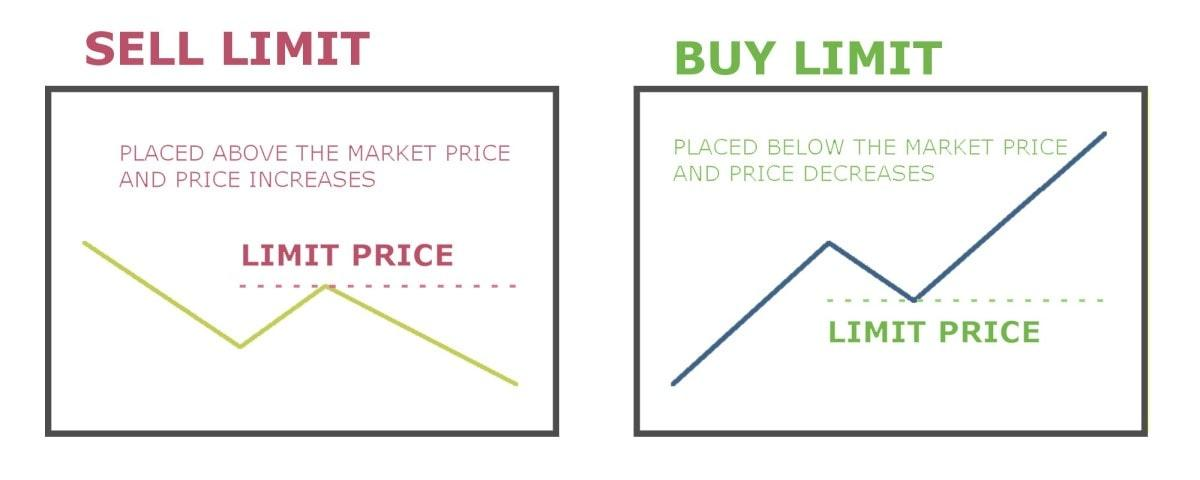 SELL LIMIT
PLACED ABOVE THE MARKET PRICE
AND PRICE INCREASES
LIMIT PRICE
BUY LIMIT
PLACED BELOW THE MARKET PRICE
AND PRICE DECREASES
LIMIT PRICE